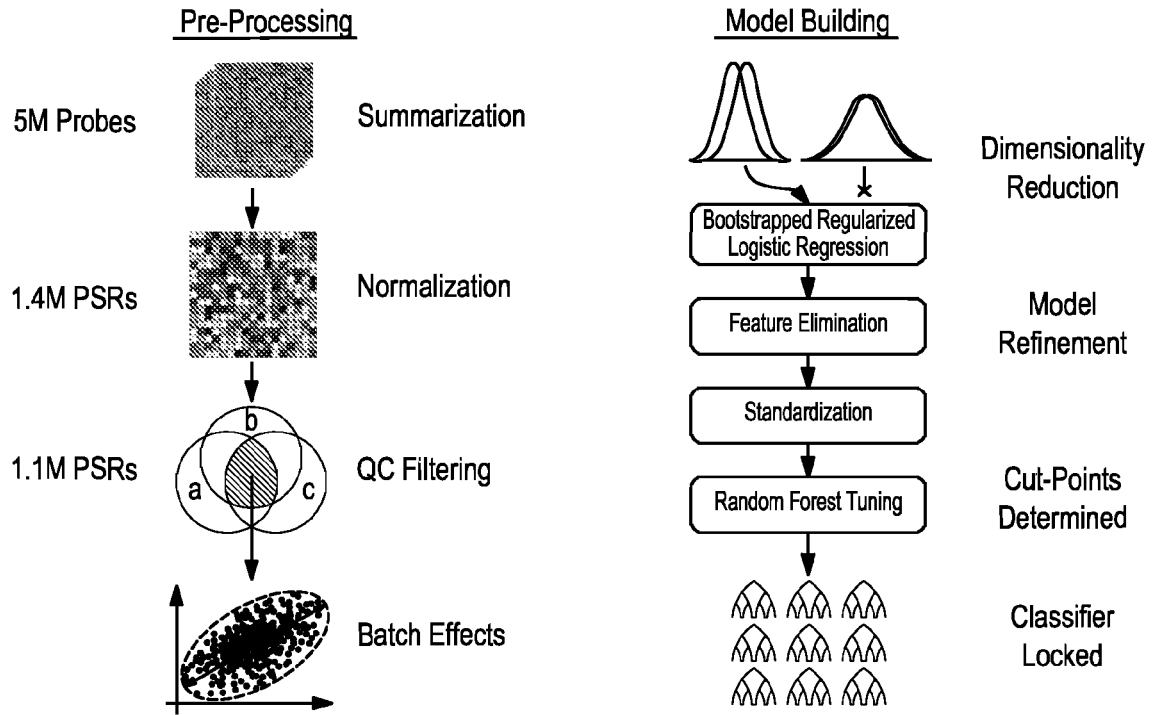 Pre-Processing
5M Probes
Summarization
1.4M PSRs
Normalization
b
a
c
1.1M PSRs
QC Filtering
Batch Effects
Model Building
Dimensionality
Reduction
Bootstrapped Regularized
Logistic Regression
Feature Elimination
Model
Refinement
Standardization
Random Forest Tuning
Cut-Points
Determined
Classifier
Locked